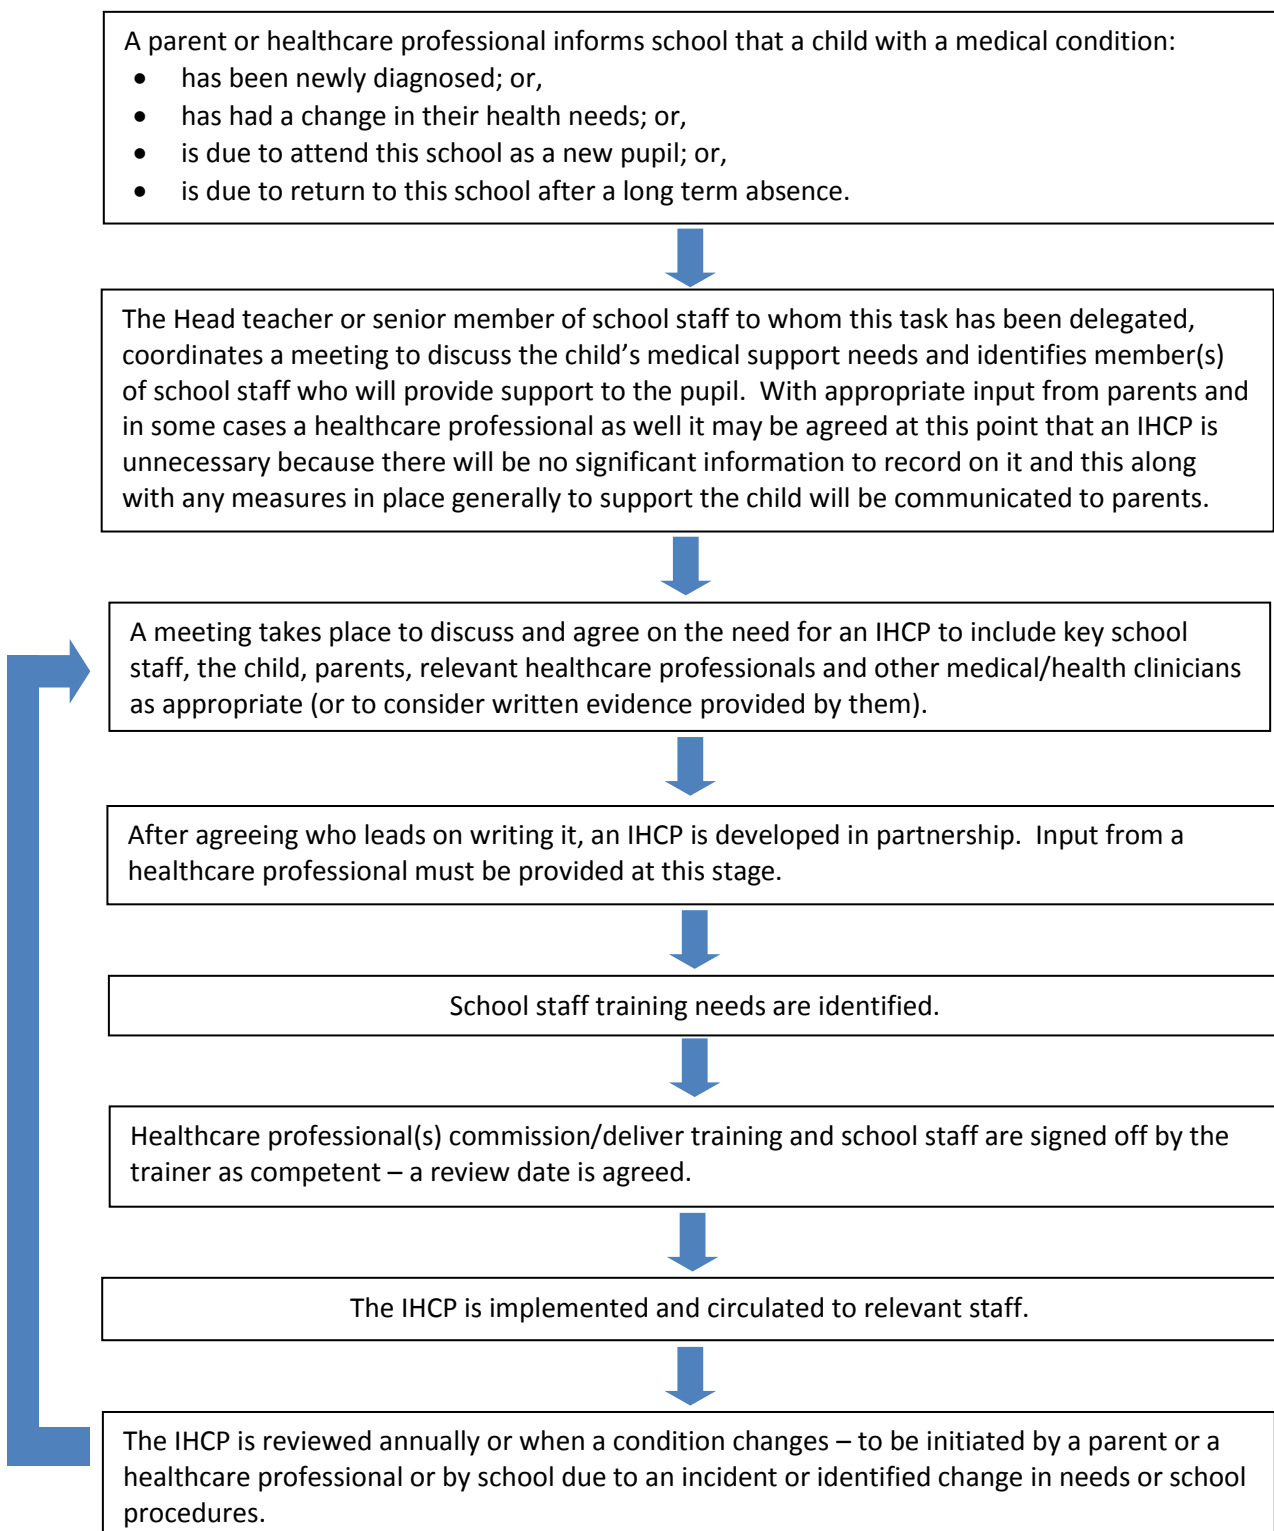 A parent or healthcare professional informs school that a child with a medical condition:
• has been newly diagnosed; or,
• has had a change in their health needs; or,
• is due to attend this school as a new pupil; or,
• is due to return to this school after a long term absence.
The Head teacher or senior member of school staff to whom this task has been delegated,
coordinates a meeting to discuss the child’s medical support needs and identifies member(s)
of school staff who will provide support to the pupil.  With appropriate input from parents and
in some cases a healthcare professional as well it may be agreed at this point that an IHCP is
unnecessary because there will be no significant information to record on it and this along
with any measures in place generally to support the child will be communicated to parents.
A meeting takes place to discuss and agree on the need for an IHCP to include key school
staff, the child, parents, relevant healthcare professionals and other medical/health clinicians
as appropriate (or to consider written evidence provided by them).
After agreeing who leads on writing it, an IHCP is developed in partnership.  Input from a
healthcare professional must be provided at this stage.
School staff training needs are identified.
Healthcare professional(s) commission/deliver training and school staff are signed off by the
trainer as competent – a review date is agreed.
The IHCP is implemented and circulated to relevant staff.
The IHCP is reviewed annually or when a condition changes – to be initiated by a parent or a
healthcare professional or by school due to an incident or identified change in needs or school
procedures.